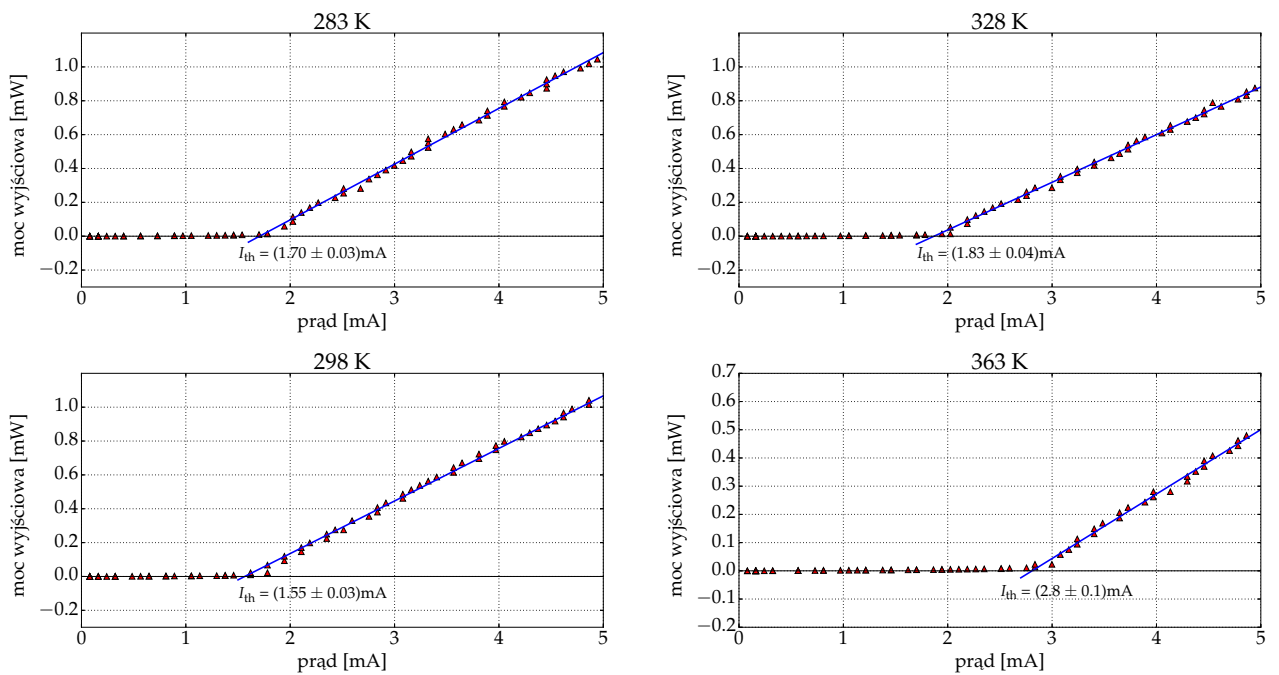 283 K
moc wyjściowa [mW]
1.0
0.8
0.6
0.4
0.2
0.0
−0.2
I_th = (1.70 ± 0.03)mA
0 1 2 3 4 5
prąd [mA]
328 K
moc wyjściowa [mW]
1.0
0.8
0.6
0.4
0.2
0.0
−0.2
I_th = (1.83 ± 0.04)mA
0 1 2 3 4 5
prąd [mA]
298 K
moc wyjściowa [mW]
1.0
0.8
0.6
0.4
0.2
0.0
−0.2
I_th = (1.55 ± 0.03)mA
0 1 2 3 4 5
prąd [mA]
363 K
moc wyjściowa [mW]
0.7
0.6
0.5
0.4
0.3
0.2
0.1
0.0
−0.1
−0.2
I_th = (2.8 ± 0.1)mA
0 1 2 3 4 5
prąd [mA]